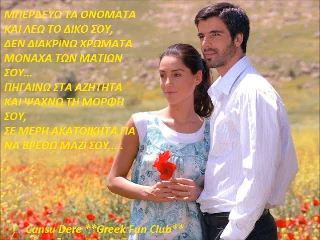 ΜΠΕΡΔΕΥΩ ΤΑ ΟΝΟΜΑΤΑ
ΚΑΙ ΛΕΩ ΤΟ ΔΙΚΟ ΣΟΥ,
ΔΕΝ ΔΙΑΚΡΙΝΩ ΧΡΩΜΑΤΑ
ΜΟΝΑΧΑ ΤΩΝ ΜΑΤΙΩΝ
ΣΟΥ...
ΠΗΓΑΙΝΩ ΣΤΑ ΑΖΗΤΗΤΑ
ΚΑΙ ΨΑΧΝΩ ΤΗ ΜΟΡΦΗ
ΣΟΥ,
ΣΕ ΜΕΡΗ ΑΚΑΤΟΙΚΗΤΑ ΓΙΑ
ΝΑ ΒΡΕΘΩ ΜΑΖΙ ΣΟΥ....
Cansu Dere **Greek Fan Club**